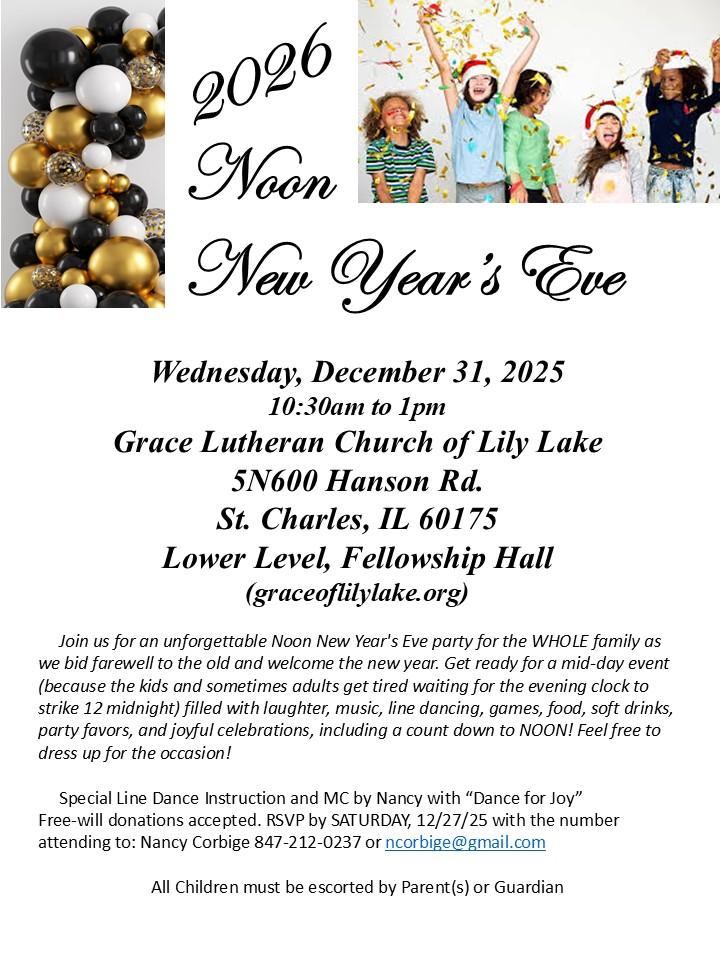 2026
Noon
New Year's Eve
Wednesday, December 31, 2025
10:30am to 1pm
Grace Lutheran Church of Lily Lake
5N600 Hanson Rd.
St. Charles, IL 60175
Lower Level, Fellowship Hall
(graceoflilylake.org)
Join us for an unforgettable Noon New Year's Eve party for the WHOLE family as
we bid farewell to the old and welcome the new year. Get ready for a mid-day event
(because the kids and sometimes adults get tired waiting for the evening clock to
strike 12 midnight) filled with laughter, music, line dancing, games, food, soft drinks,
party favors, and joyful celebrations, including a count down to NOON! Feel free to
dress up for the occasion!
Special Line Dance Instruction and MC by Nancy with “Dance for Joy”
Free-will donations accepted. RSVP by SATURDAY, 12/27/25 with the number
attending to: Nancy Corbige 847-212-0237 or ncorbige@gmail.com
All Children must be escorted by Parent(s) or Guardian